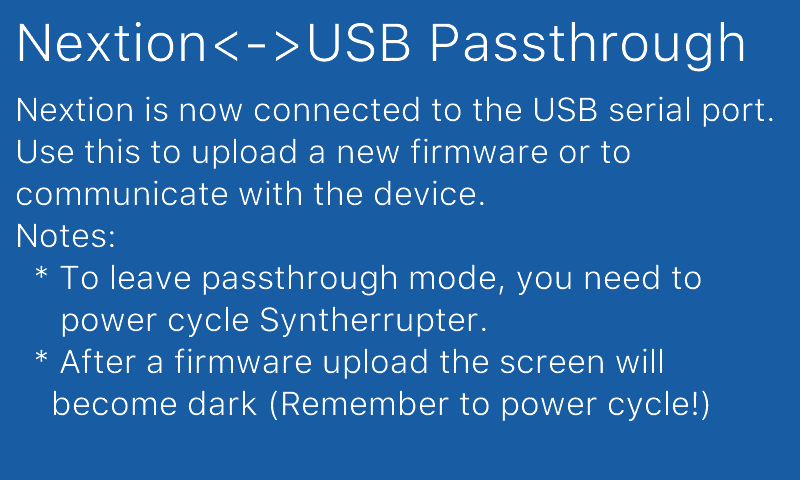 Nextion<->USB Passthrough
Nextion is now connected to the USB serial port.
Use this to upload a new firmware or to
communicate with the device.
Notes:
* To leave passthrough mode, you need to
power cycle Syntherrupter.
* After a firmware upload the screen will
become dark (Remember to power cycle!)